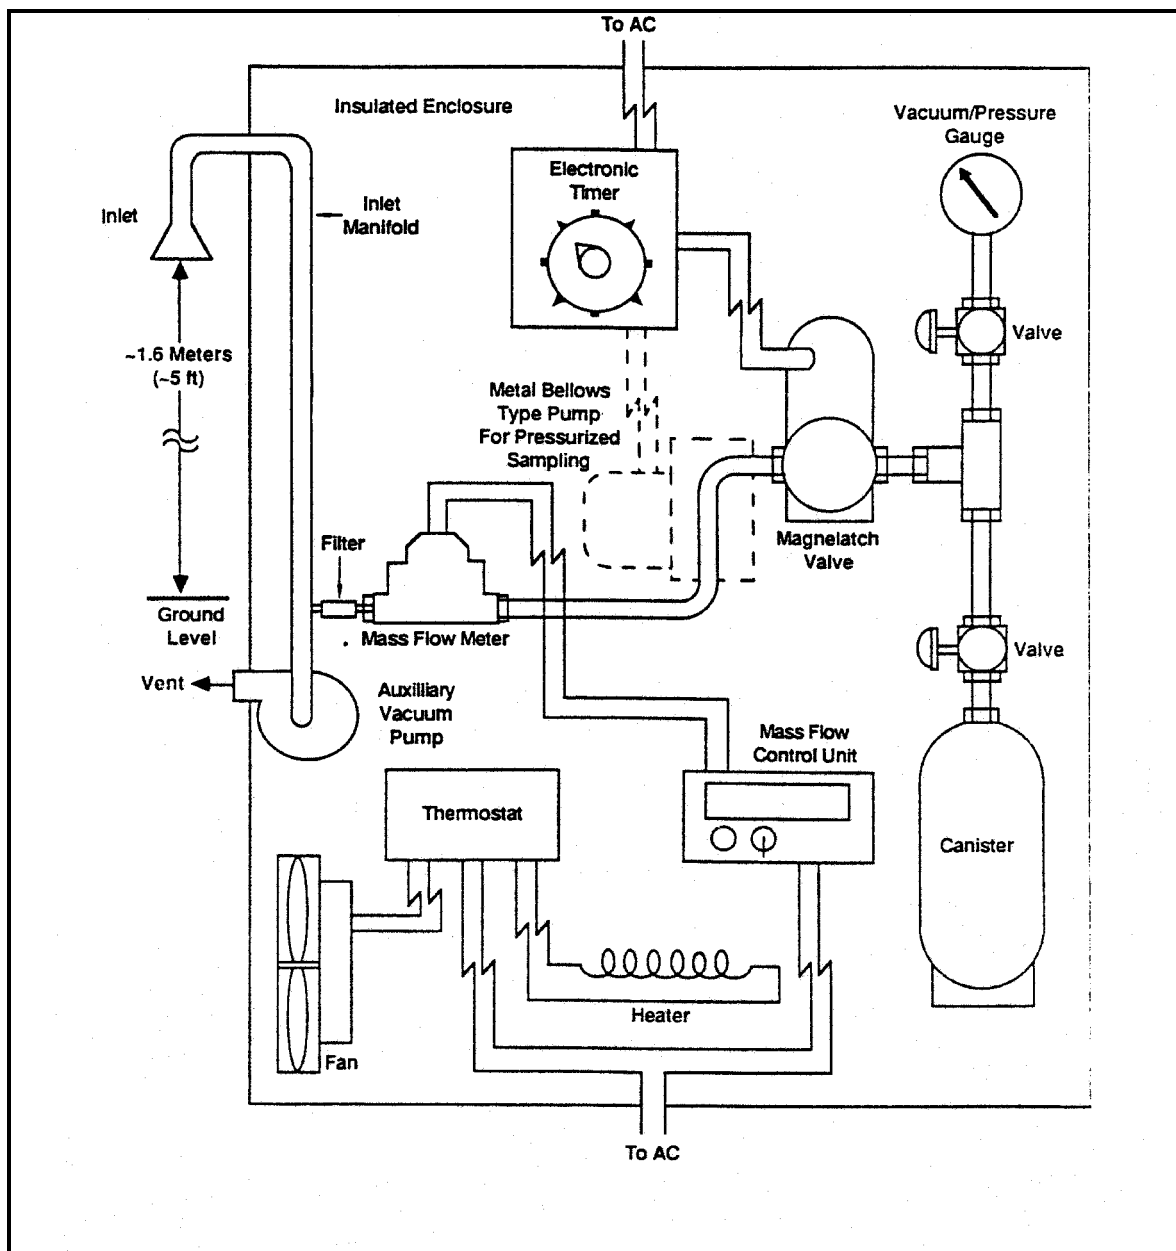 To AC
Insulated Enclosure
Vacuum/Pressure
Gauge
Electronic
Timer
Inlet
Inlet
Manifold
Valve
~1.6 Meters
(~5 ft)
Metal Bellows
Type Pump
For Pressurized
Sampling
Magnelatch
Valve
Filter
Ground
Level
Mass Flow Meter
Valve
Vent
Auxilliary
Vacuum
Pump
Mass Flow
Control Unit
Thermostat
Canister
Heater
Fan
To AC